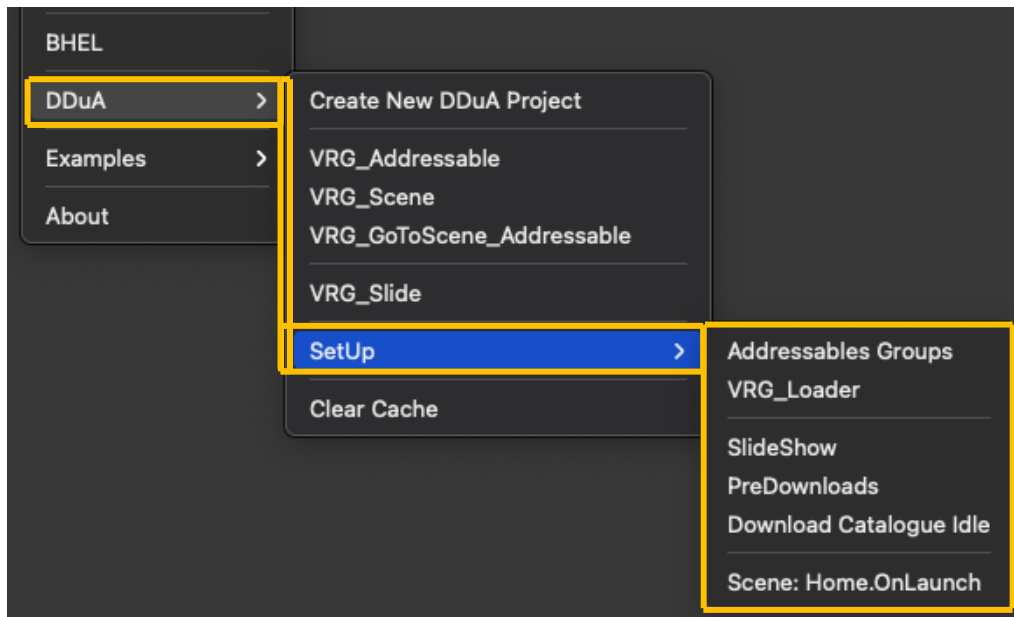 BHEL
DDuA
Examples
About
Create New DDuA Project
VRG_Addressable
VRG_Scene
VRG_GoToScene_Addressable
VRG_Slide
SetUp
Clear Cache
Addressables Groups
VRG_Loader
SlideShow
PreDownloads
Download Catalogue Idle
Scene: Home.OnLaunch